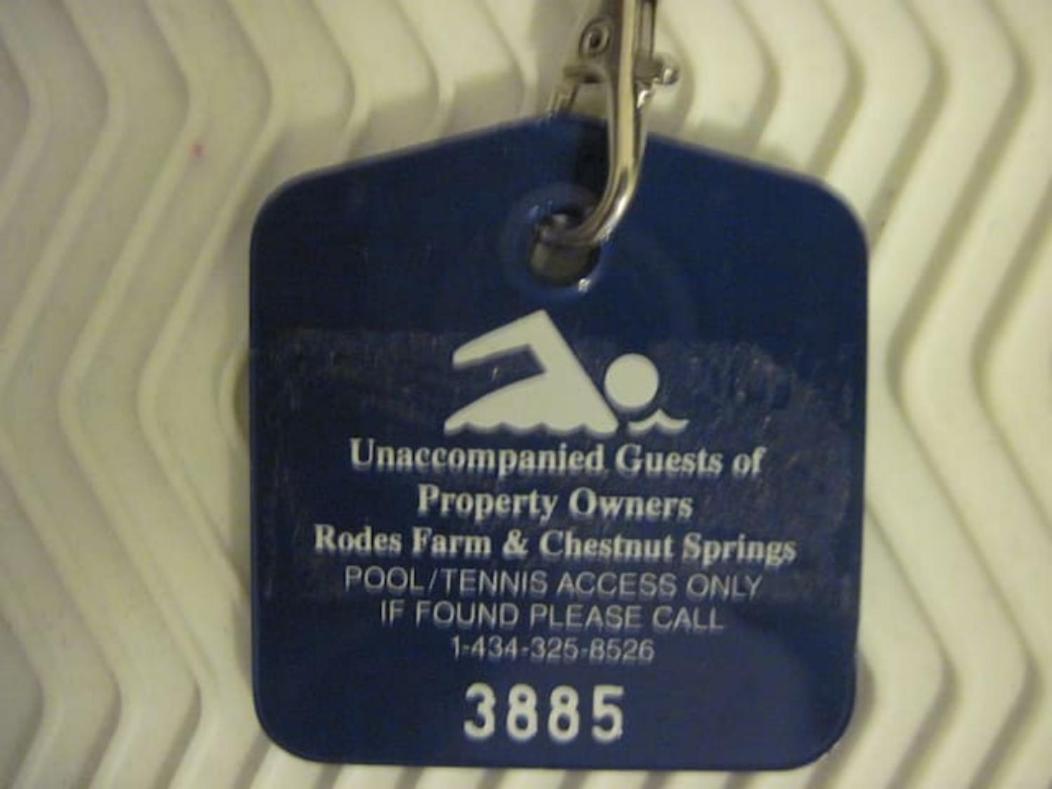 Unaccompanied Guests of
Property Owners
Rodes Farm & Chestnut Springs
POOL/TENNIS ACCESS ONLY
IF FOUND PLEASE CALL
1-434-325-8526
3885